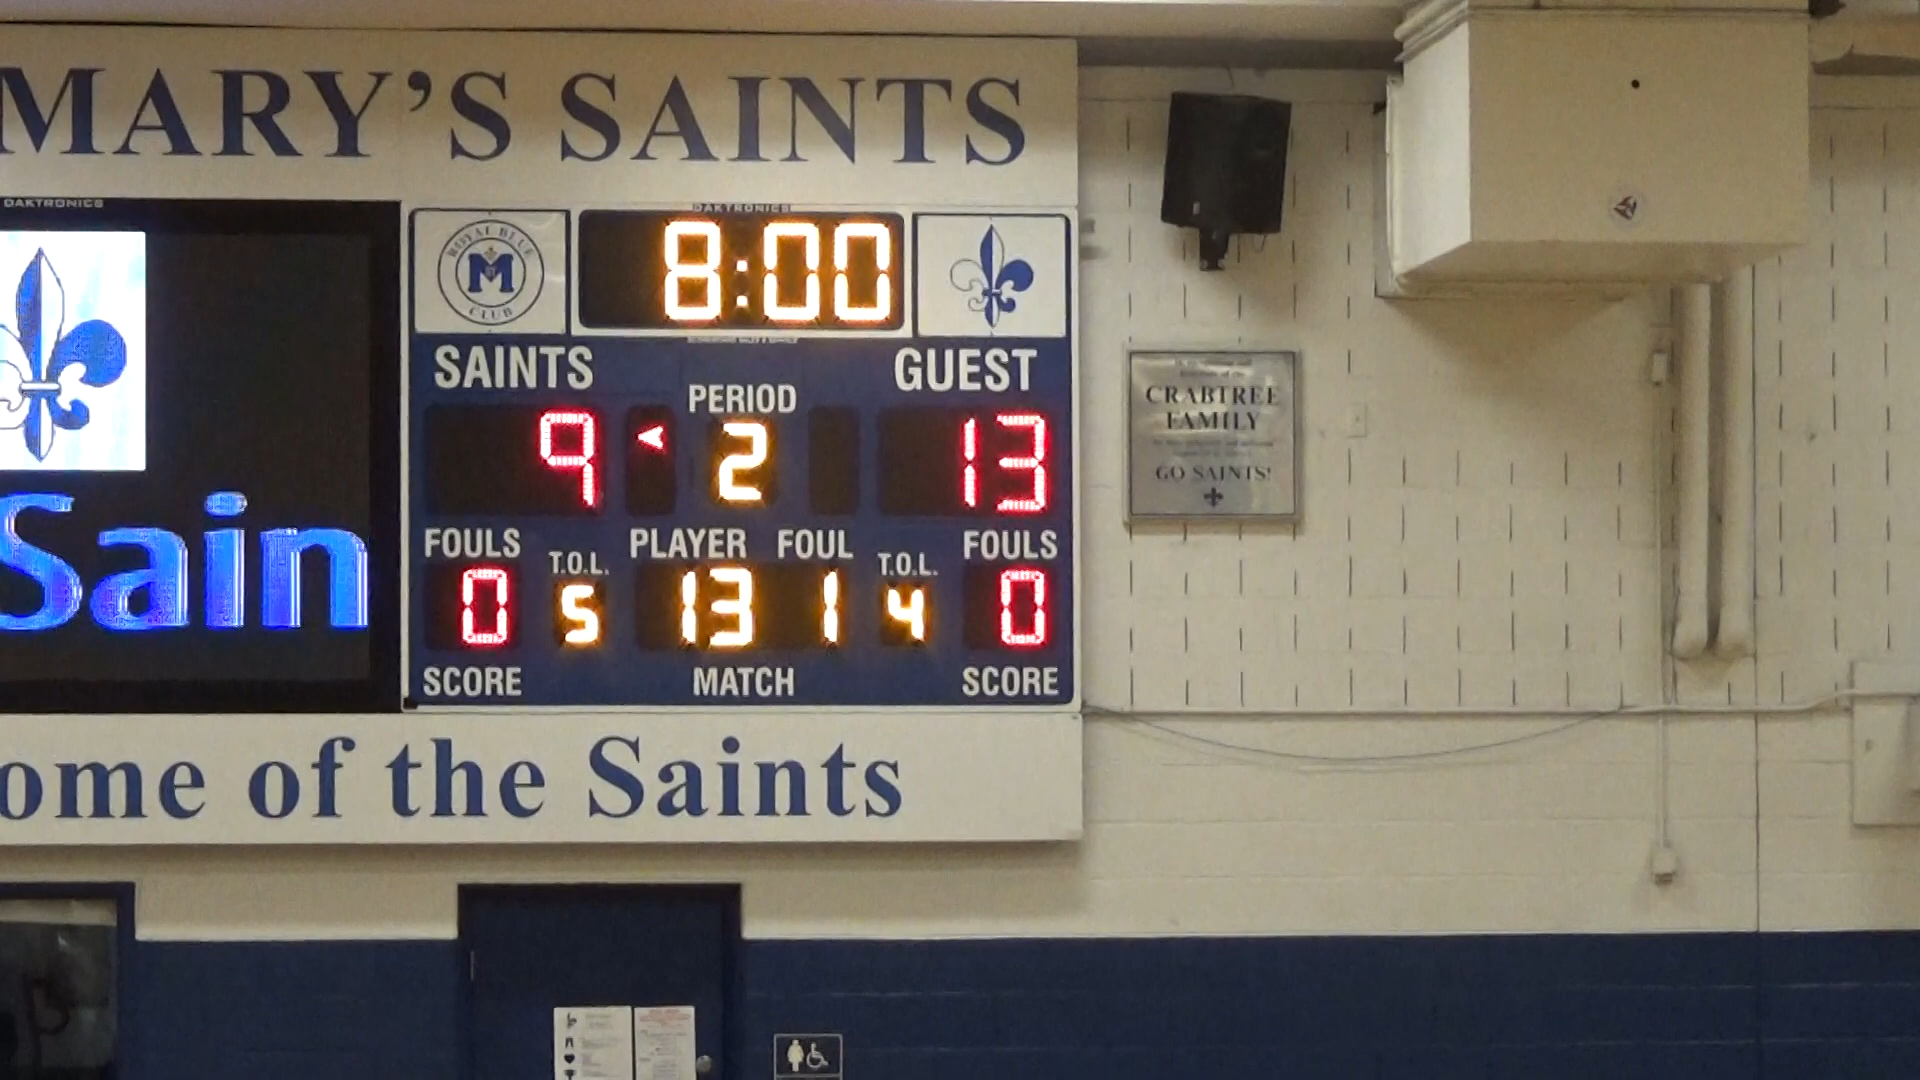 MARY'S SAINTS
DAKTRONICS
DAKTRONICS
ROYAL BLUE
M
CLUB
8:00
SAINTS
GUEST
PERIOD
9
<
2
13
CRABTREE
FAMILY
GO SAINTS!
Sain
FOULS
T.O.L.
PLAYER
FOUL
T.O.L.
FOULS
0
5
13
1
4
0
SCORE
MATCH
SCORE
ome of the Saints